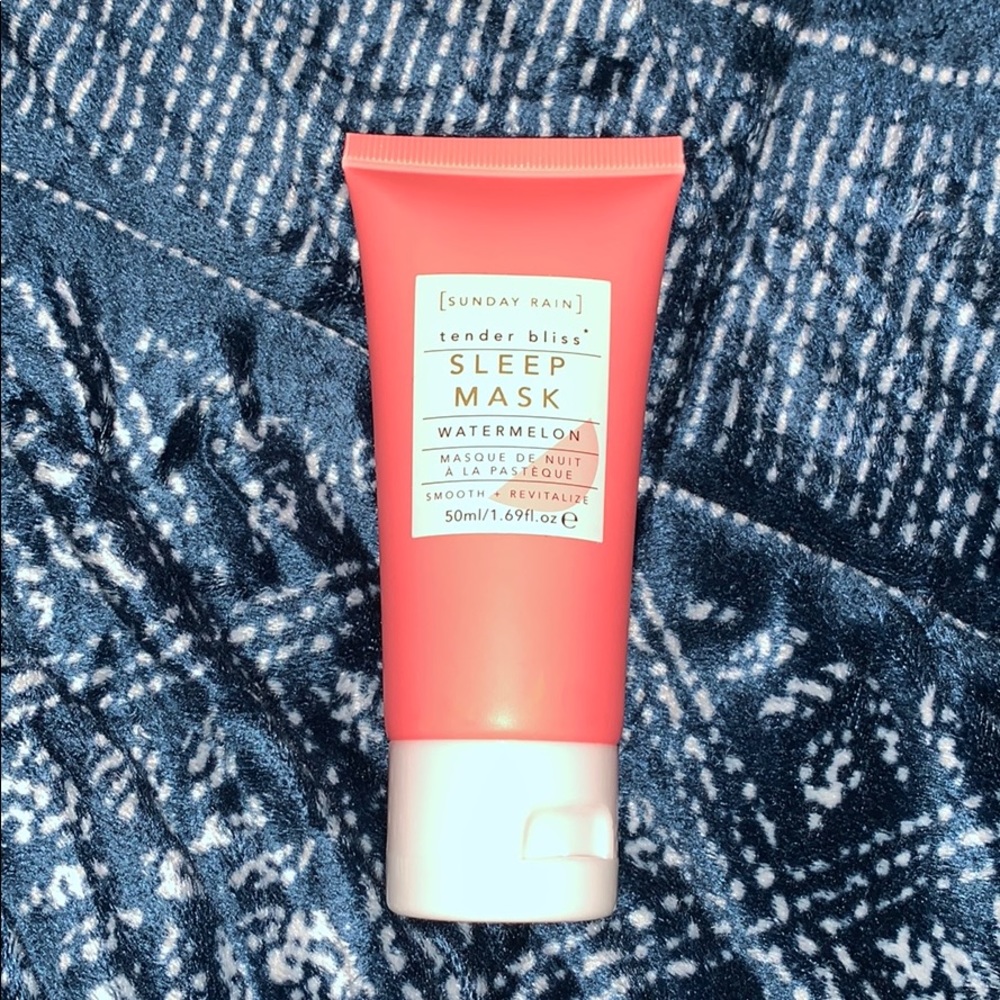 [SUNDAY RAIN]
tender bliss*
SLEEP
MASK
WATERMELON
MASQUE DE NUIT
À LA PASTÈQUE
SMOOTH + REVITALIZE
50ml/1.69fl.oz ℮